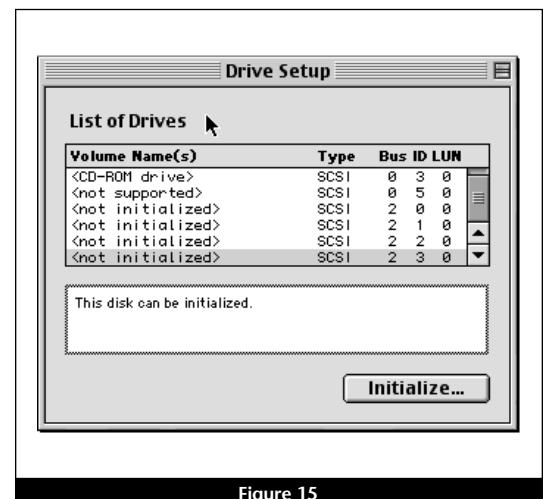 Drive Setup
List of Drives
Volume Name(s) Type Bus ID LUN
<CD-ROM drive> SCSI 0 3 0
<not supported> SCSI 0 5 0
<not initialized> SCSI 2 0 0
<not initialized> SCSI 2 1 0
<not initialized> SCSI 2 2 0
<not initialized> SCSI 2 3 0
This disk can be initialized.
Initialize...
Figure 15